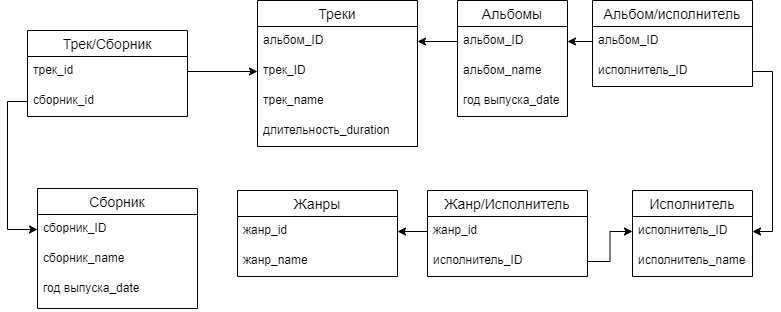 Трек/Сборник
трек_id
сборник_id
Треки
альбом_ID
трек_ID
трек_name
длительность_duration
Альбомы
альбом_ID
альбом_name
год выпуска_date
Альбом/исполнитель
альбом_ID
исполнитель_ID
Сборник
сборник_ID
сборник_name
год выпуска_date
Жанры
жанр_id
жанр_name
Жанр/Исполнитель
жанр_id
исполнитель_ID
Исполнитель
исполнитель_ID
исполнитель_name